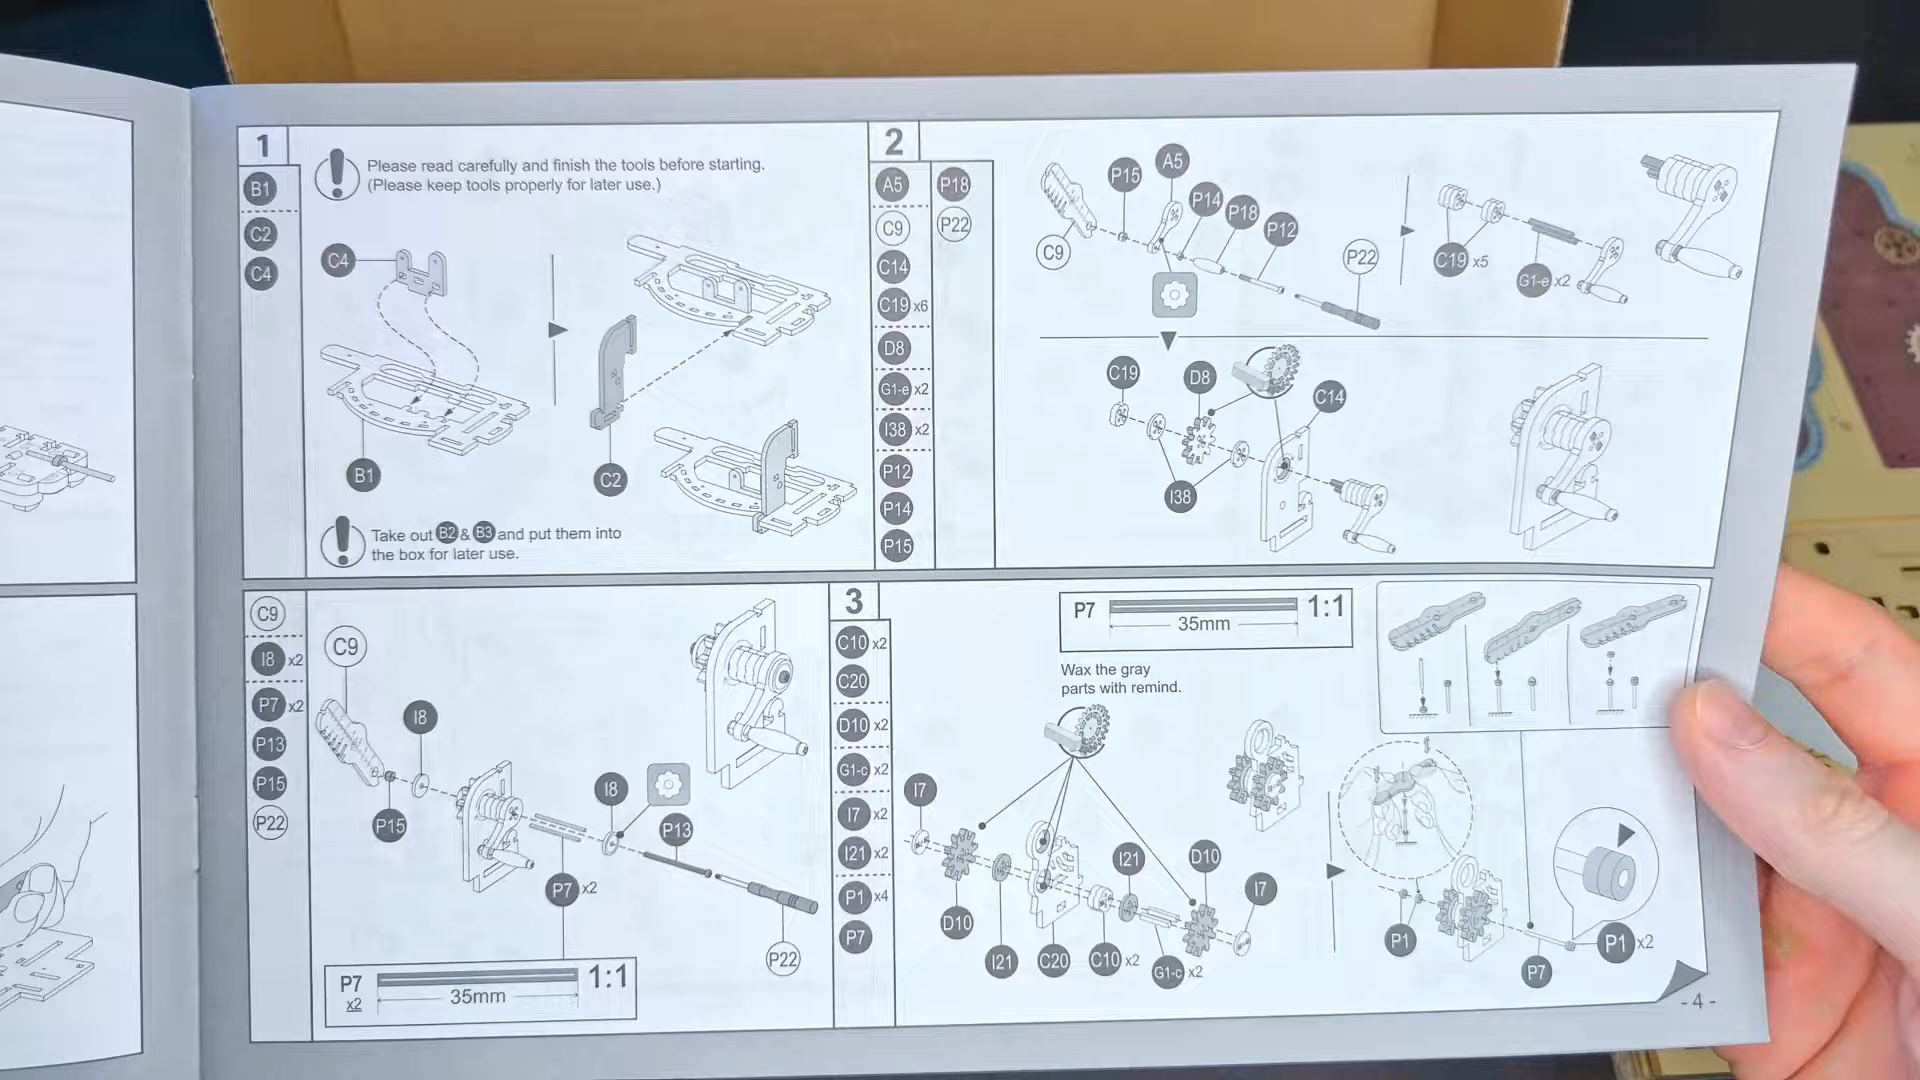 1
B1
C2
C4
Please read carefully and finish the tools before starting.
(Please keep tools properly for later use.)
C4
B1
C2
Take out B2 & B3 and put them into
the box for later use.
2
A5
C9
C14
C19 x6
D8
G1-e x2
I38 x2
P12
P14
P15
P18
P22
C9
P15
A5
P14
P18
P12
P22
C19 x5
G1-e x2
C19
D8
C14
I38
C9
I8 x2
P7 x2
P13
P15
P22
C9
I8
P15
P7 x2
I8
P13
P22
P7
x2
35mm
1:1
3
C10 x2
C20
D10 x2
G1-c x2
I7 x2
I21 x2
P1 x4
P7
P7
35mm
1:1
Wax the gray
parts with remind.
I7
D10
I21
C20
C10 x2
I21
G1-c x2
D10
I7
P1
P7
P1 x2
- 4 -